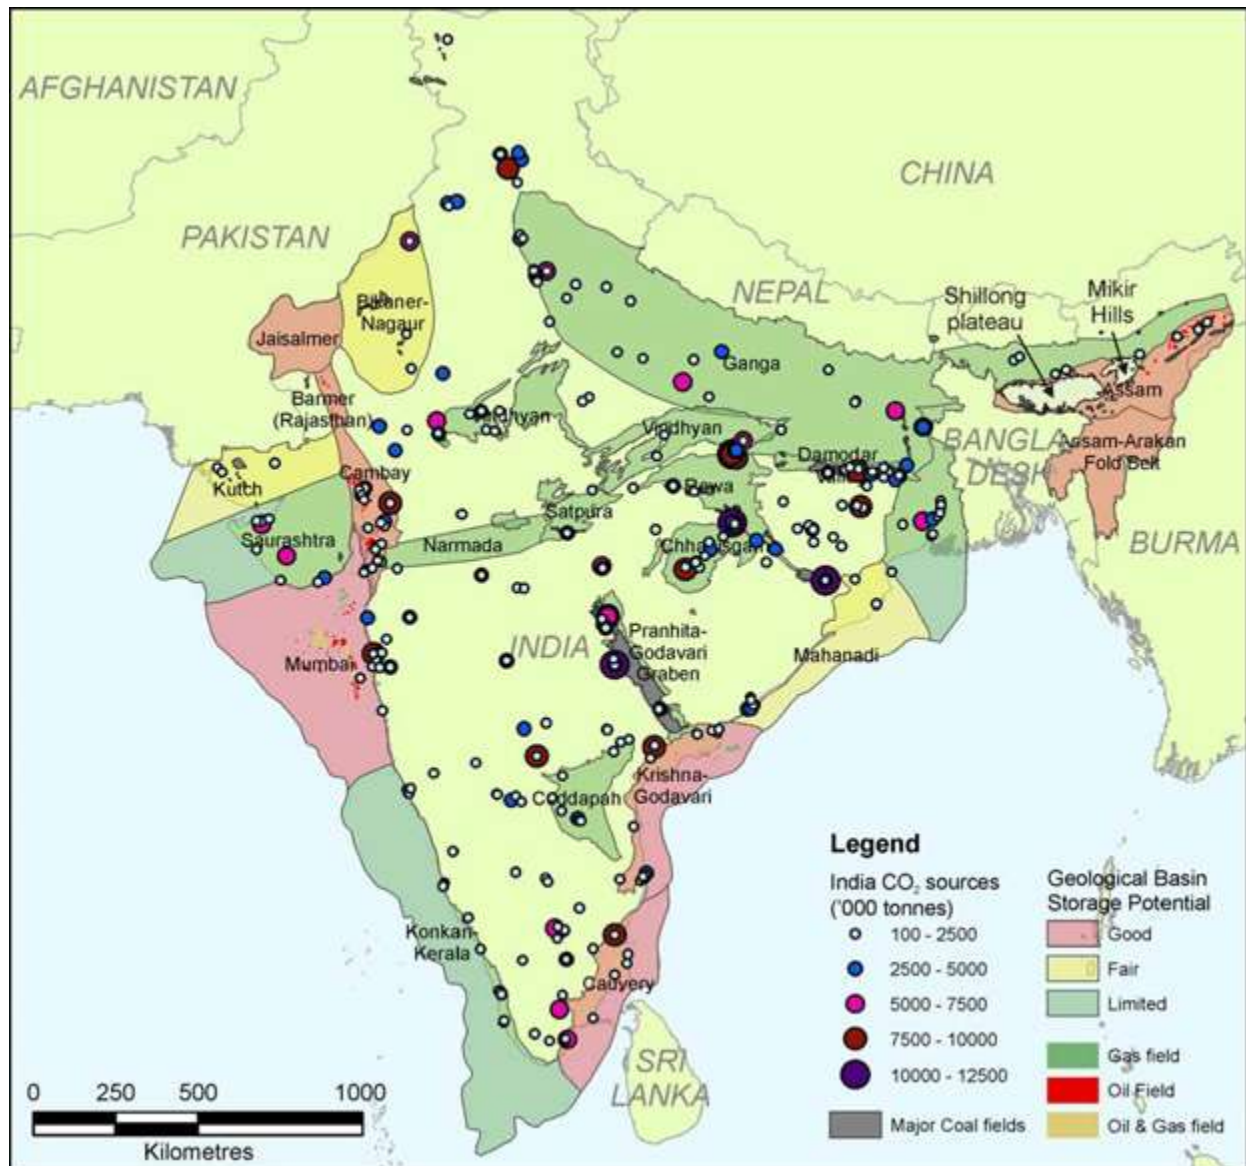 AFGHANISTAN
CHINA
PAKISTAN
NEPAL
Shillong
plateau
Mikir
Hills
Bikaner-
Nagaur
Jaisalmer
Ganga
Barmer
(Rajasthan)
Assam
Vindhyan
Vindhyan
BANGLA
DESH
Damodar
Assam-Arakan
Fold Belt
Kutch
Cambay
Rewa
Satpura
Saurashtra
Narmada
Chhattisgarh
BURMA
INDIA
Pranhita-
Godavari
Graben
Mumbai
Mahanadi
Krishna-
Godavari
Cuddapah
Konkan-
Kerala
Cauvery
SRI
LANKA
Legend
India CO2 sources
('000 tonnes)
100 - 2500
2500 - 5000
5000 - 7500
7500 - 10000
10000 - 12500
Major Coal fields
Geological Basin
Storage Potential
Good
Fair
Limited
Gas field
Oil Field
Oil & Gas field
0 250 500 1000
Kilometres